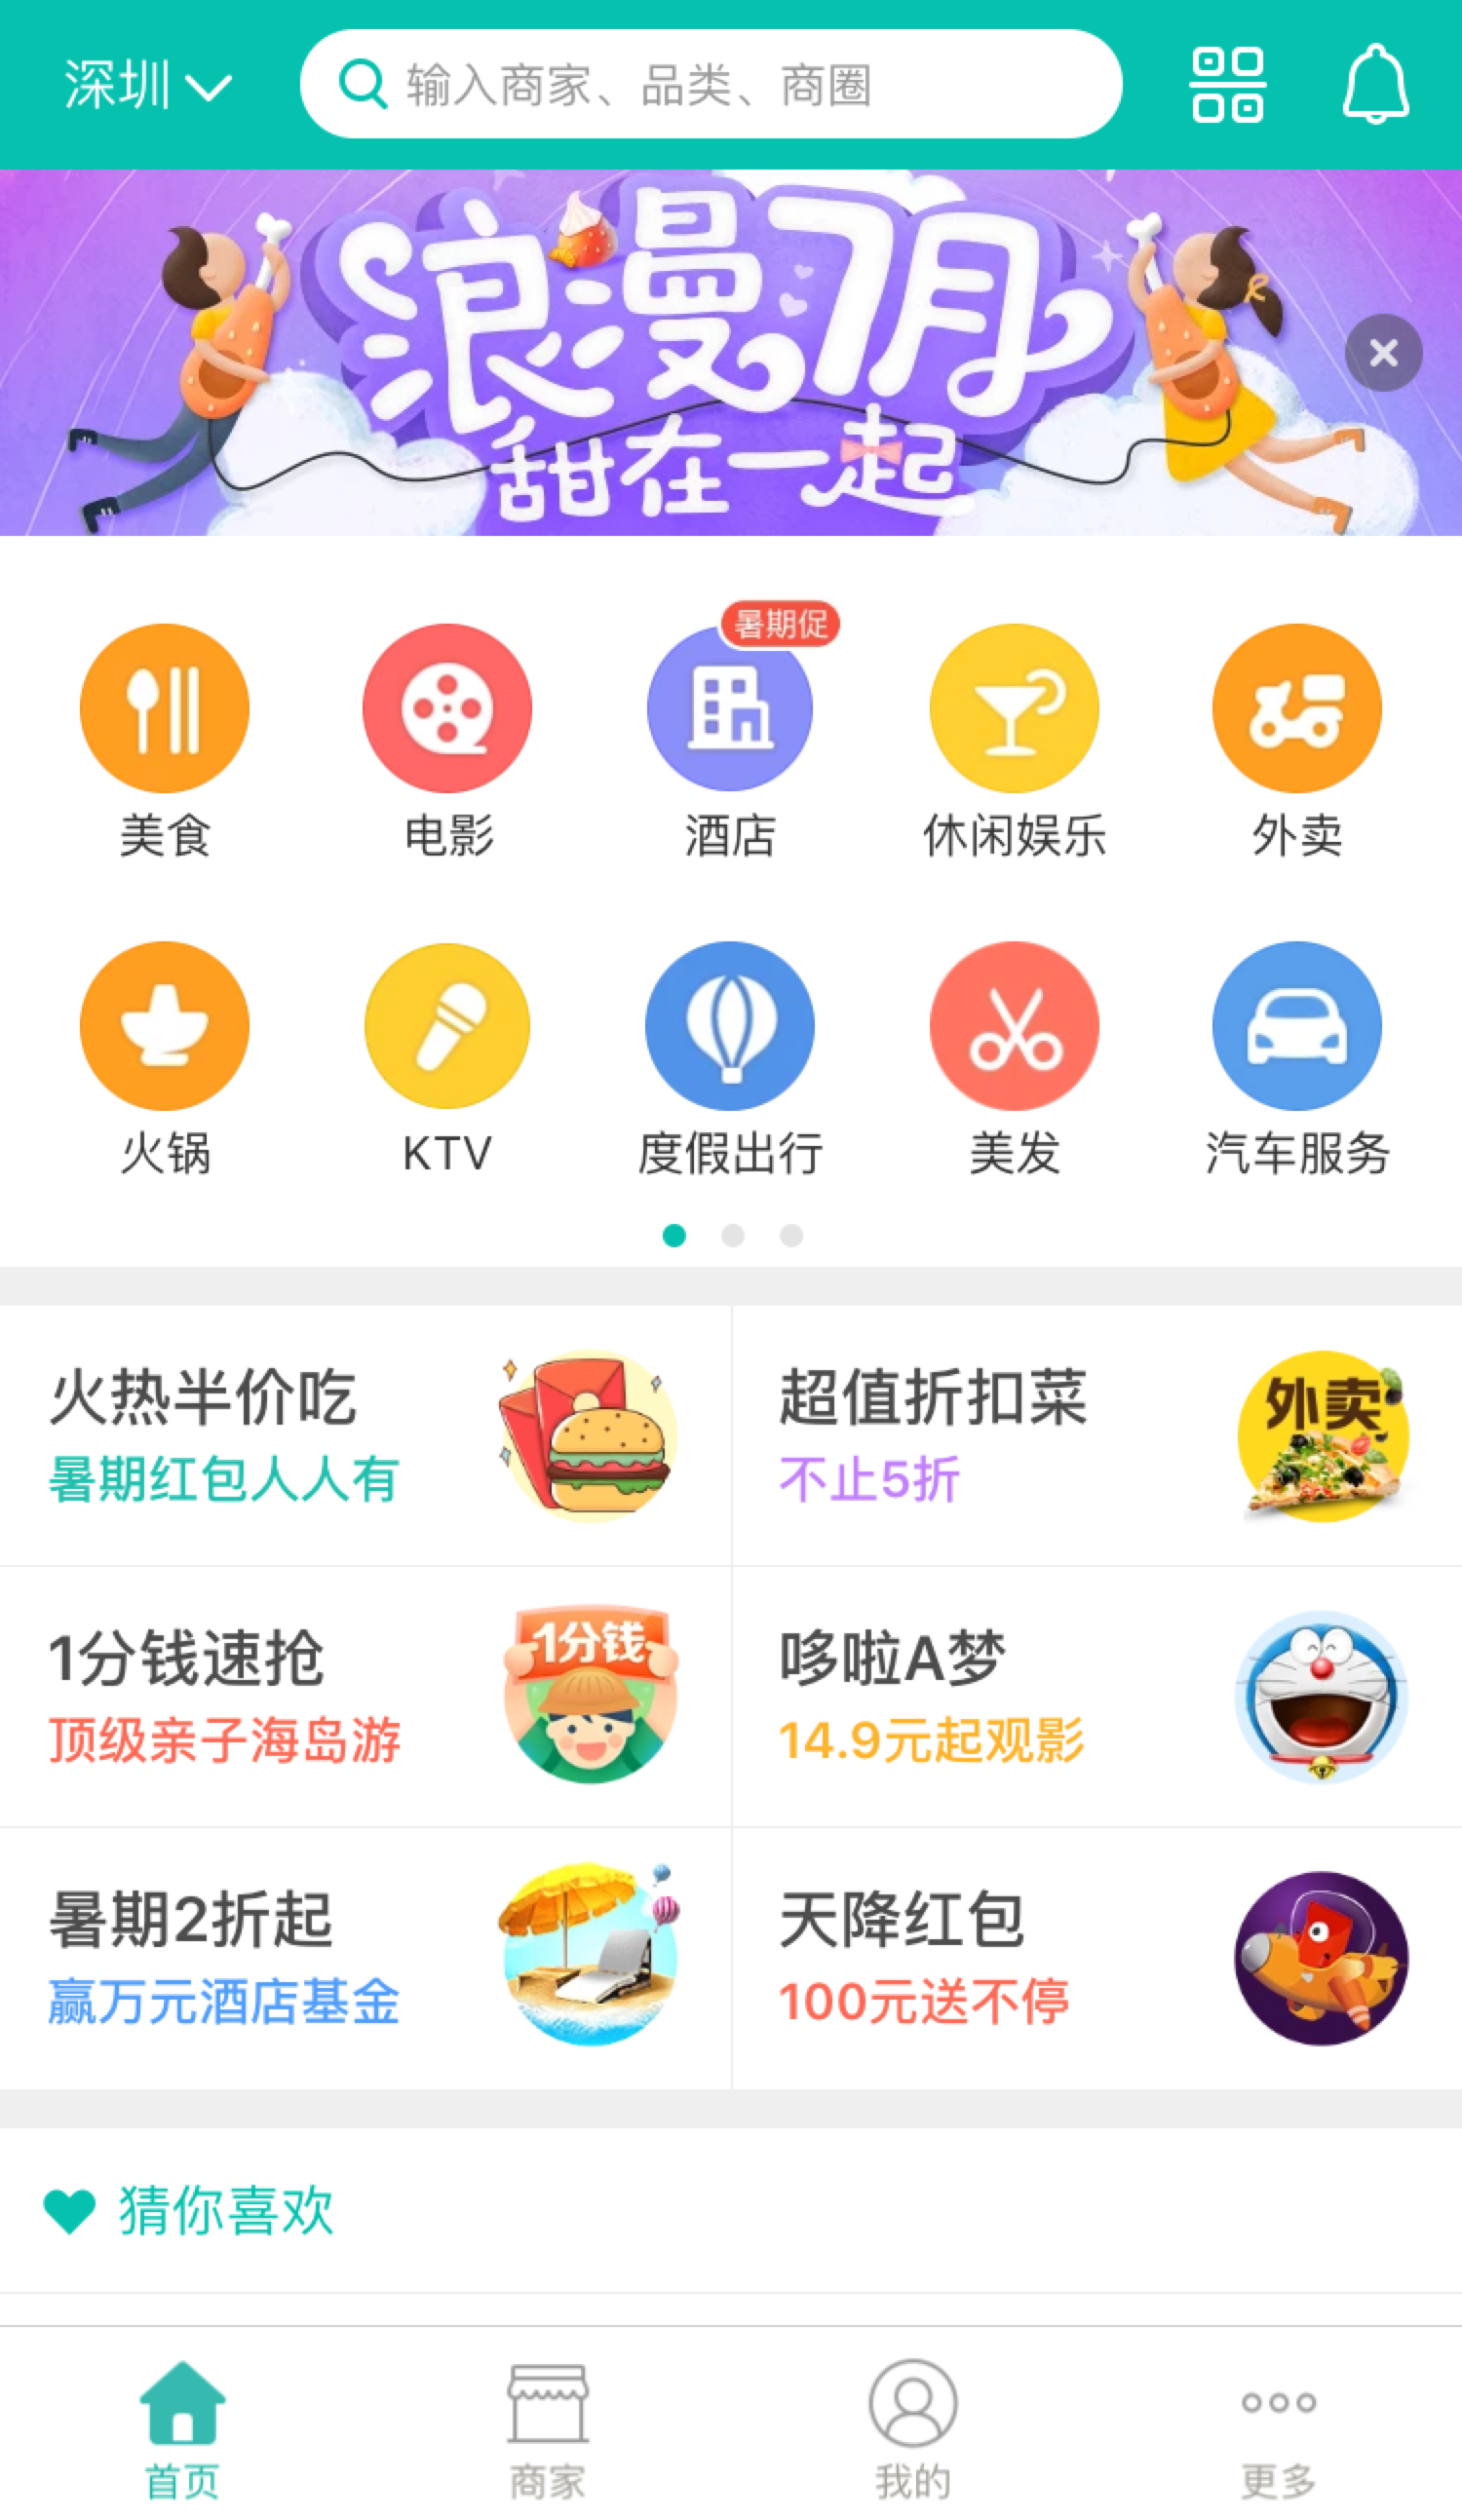 深圳
输入商家、品类、商圈
浪漫7月
甜在一起
暑期促
美食 电影 酒店 休闲娱乐 外卖
火锅 KTV 度假出行 美发 汽车服务
火热半价吃
暑期红包人人有
超值折扣菜
不止5折
外卖
1分钱速抢
顶级亲子海岛游
1分钱
哆啦A梦
14.9元起观影
暑期2折起
赢万元酒店基金
天降红包
100元送不停
猜你喜欢
首页 商家 我的 更多